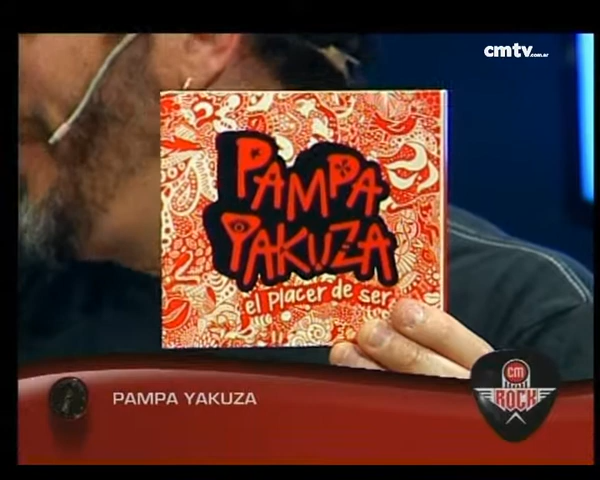 cmtv.com.ar
PAMPA
YAKUZA
el placer de ser
PAMPA YAKUZA
CM
ROCK